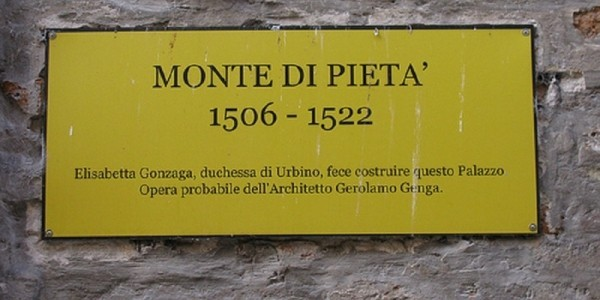 MONTE DI PIETA'
1506 - 1522
Elisabetta Gonzaga, duchessa di Urbino, fece costruire questo Palazzo
Opera probabile dell'Architetto Gerolamo Genga.